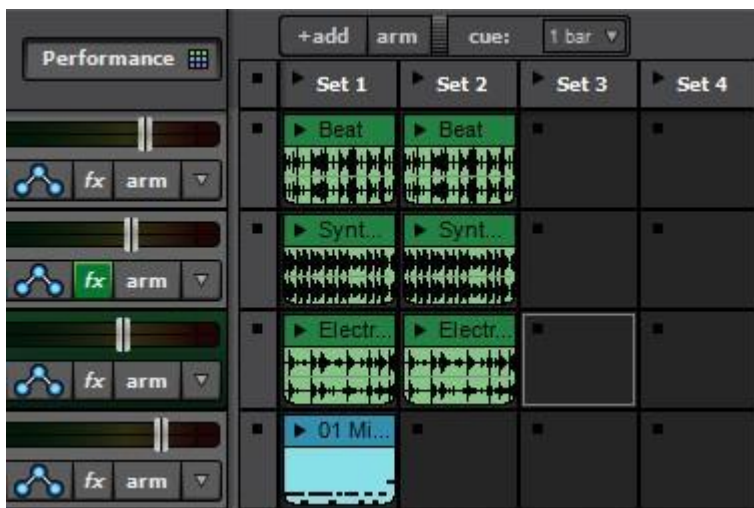 +add arm cue: 1 bar
Performance
Set 1 Set 2 Set 3 Set 4
Beat Beat
fx arm
Synt... Synt...
fx arm
Electr... Electr...
fx arm
01 Mi...
fx arm